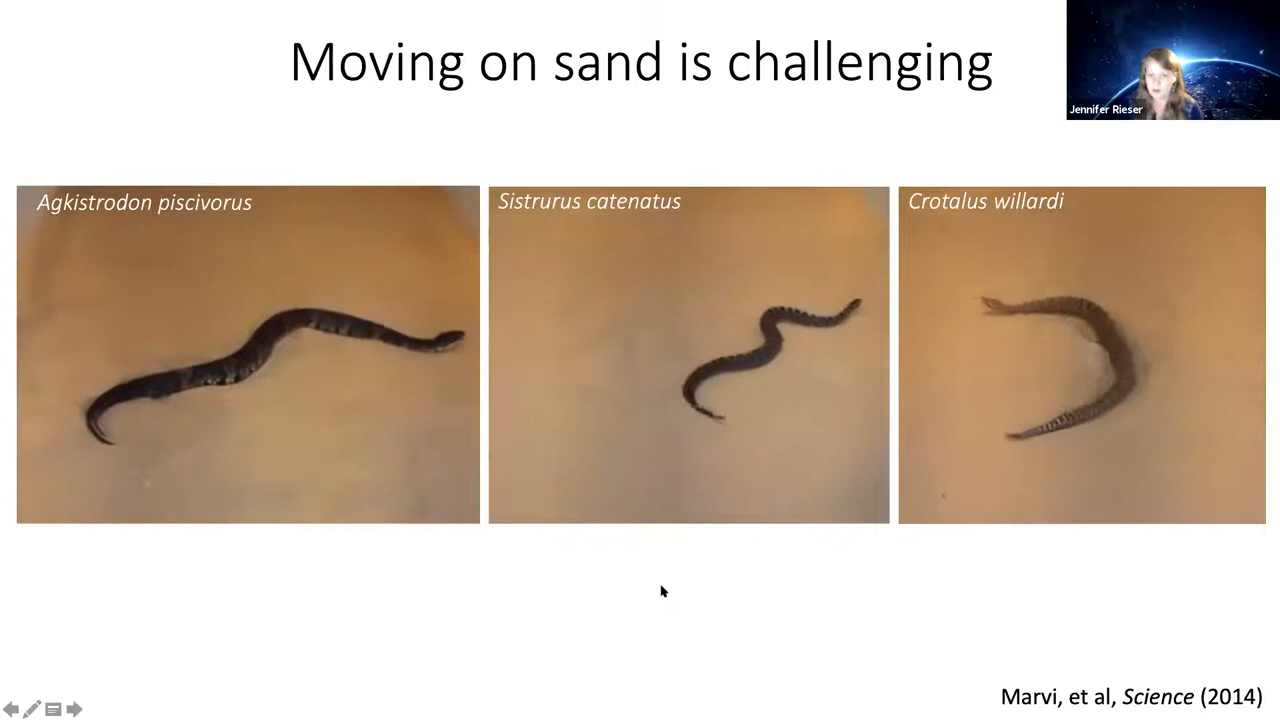 Moving on sand is challenging
Jennifer Rieser
Agkistrodon piscivorus
Sistrurus catenatus
Crotalus willardi
Marvi, et al, Science (2014)